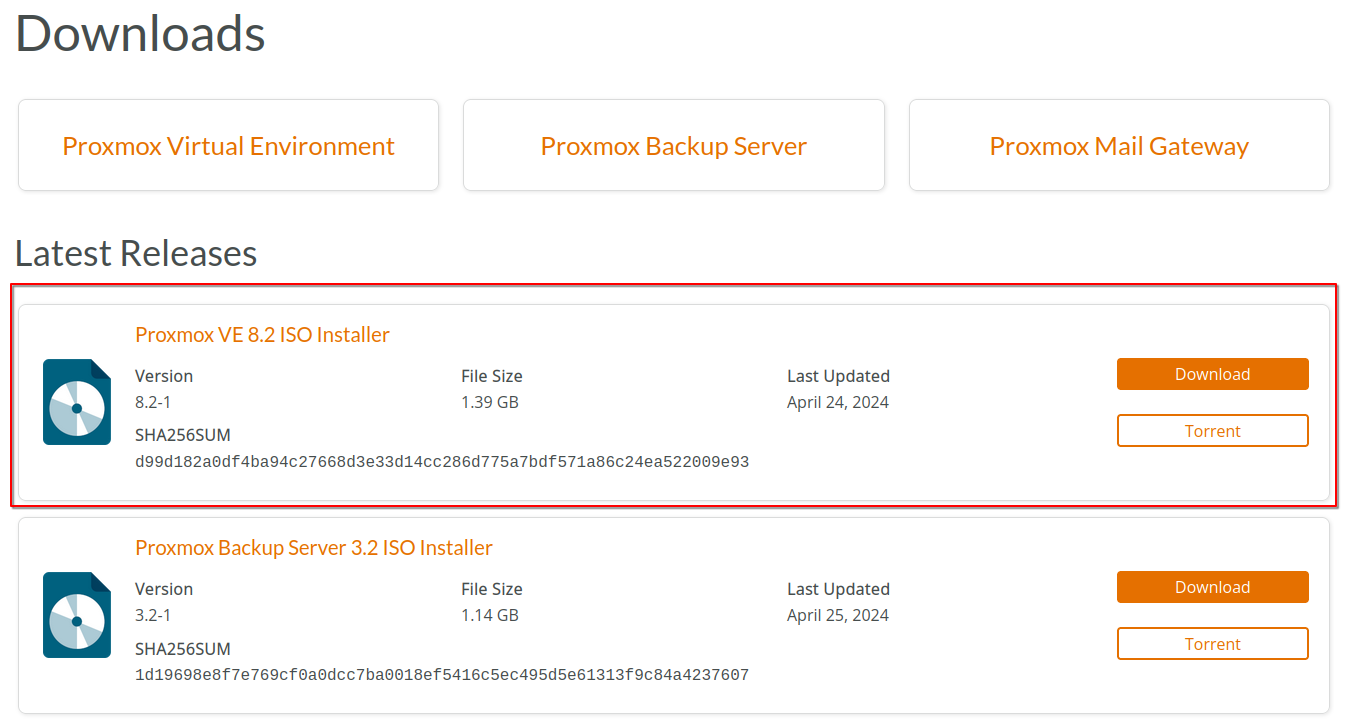 Downloads
Proxmox Virtual Environment
Proxmox Backup Server
Proxmox Mail Gateway
Latest Releases
Proxmox VE 8.2 ISO Installer
Version
File Size
Last Updated
8.2-1
1.39 GB
April 24, 2024
SHA256SUM
d99d182a0df4ba94c27668d3e33d14cc286d775a7bdf571a86c24ea522009e93
Download
Torrent
Proxmox Backup Server 3.2 ISO Installer
Version
File Size
Last Updated
3.2-1
1.14 GB
April 25, 2024
SHA256SUM
1d19698e8f7e769cf0a0dcc7ba0018ef5416c5ec495d5e61313f9c84a4237607
Download
Torrent